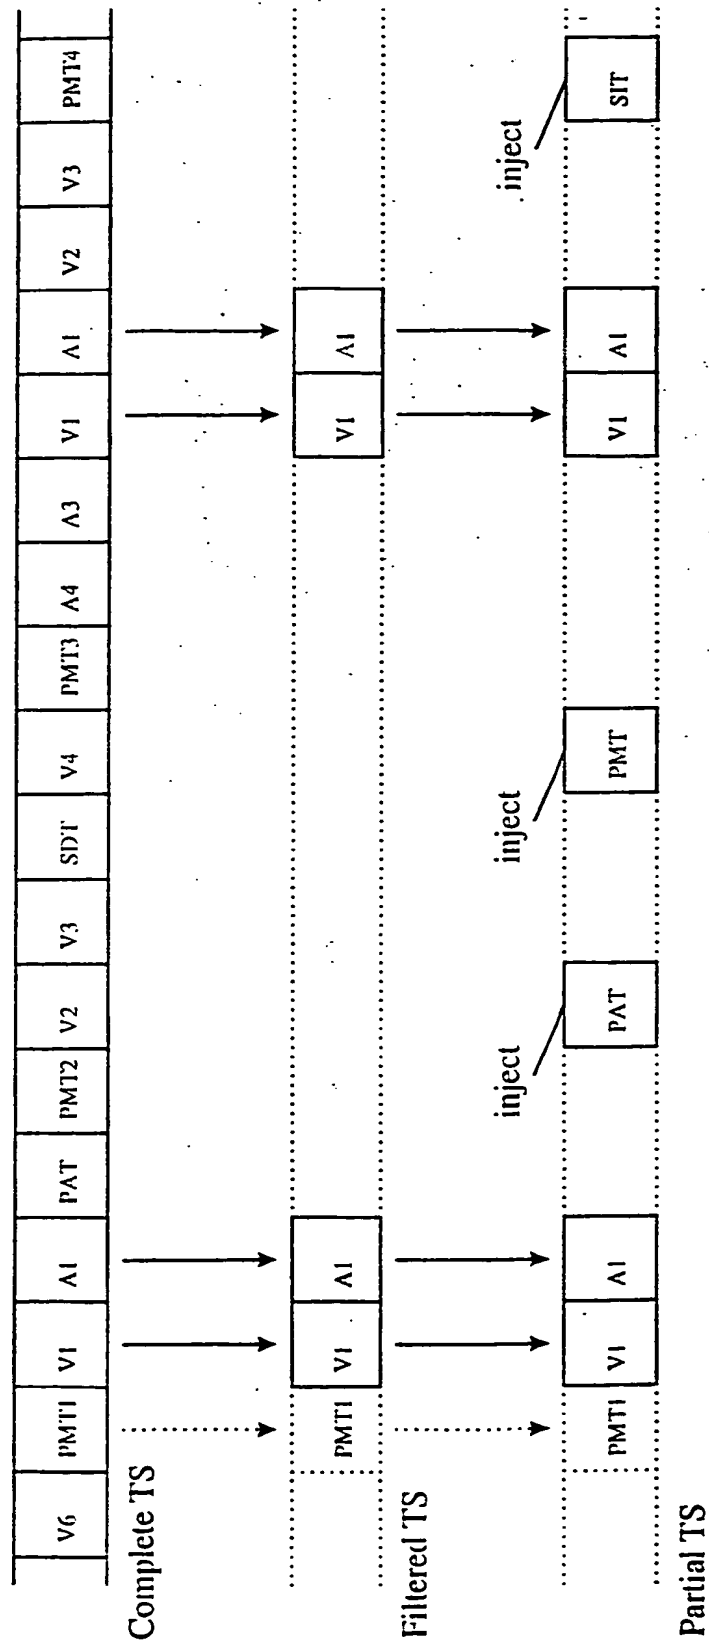 V6 PMT1 V1 A1 PAT PMT2 V2 V3 SDT V4 PMT3 A4 A3 V1 A1 V2 V3 PMT4
Complete TS
PMT1 V1 A1 V1 A1
Filtered TS
inject inject inject
PMT1 V1 A1 PAT PMT V1 A1 SIT
Partial TS